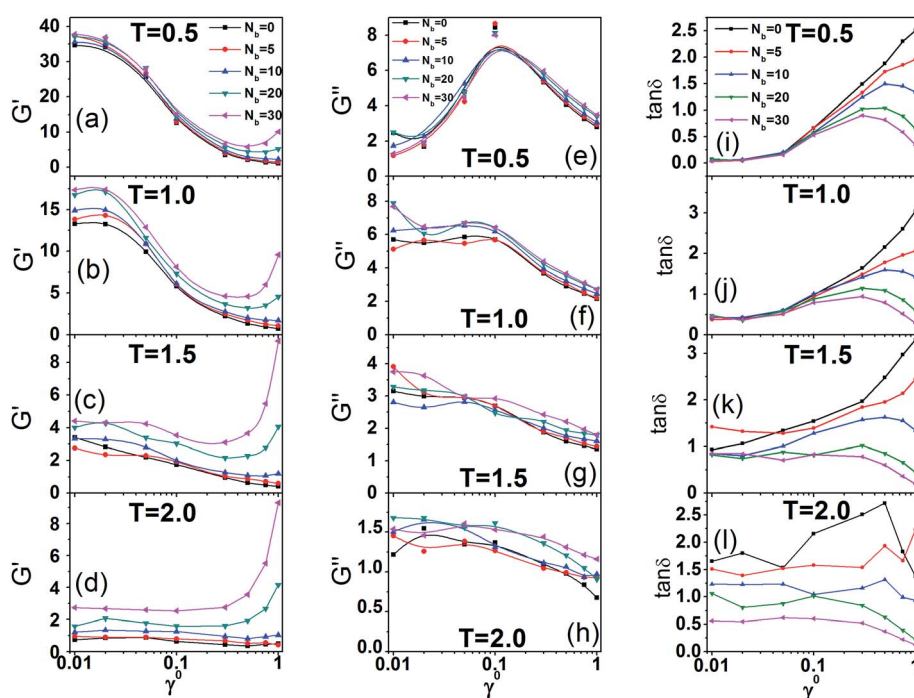 T=0.5
N_b=0
N_b=5
N_b=10
N_b=20
N_b=30
40
30
20
10
0
G'
(a)
T=1.0
15
10
5
0
G'
(b)
T=1.5
8
6
4
2
0
G'
(c)
T=2.0
8
6
4
2
0
G'
(d)
0.01
0.1
1
γ⁰
N_b=0
N_b=5
N_b=10
N_b=20
N_b=30
8
6
4
2
0
G''
(e)
T=0.5
8
6
4
2
0
G''
(f)
T=1.0
4
3
2
1
0
G''
(g)
T=1.5
1.5
1.0
0.5
0.0
G''
(h)
T=2.0
0.01
0.1
1
γ⁰
T=0.5
N_b=0
N_b=5
N_b=10
N_b=20
N_b=30
2.5
2.0
1.5
1.0
0.5
0.0
tanδ
(i)
T=1.0
3
2
1
0
tanδ
(j)
T=1.5
3
2
1
0
tanδ
(k)
T=2.0
2.5
2.0
1.5
1.0
0.5
0.0
tanδ
(l)
0.01
0.1
1
γ⁰